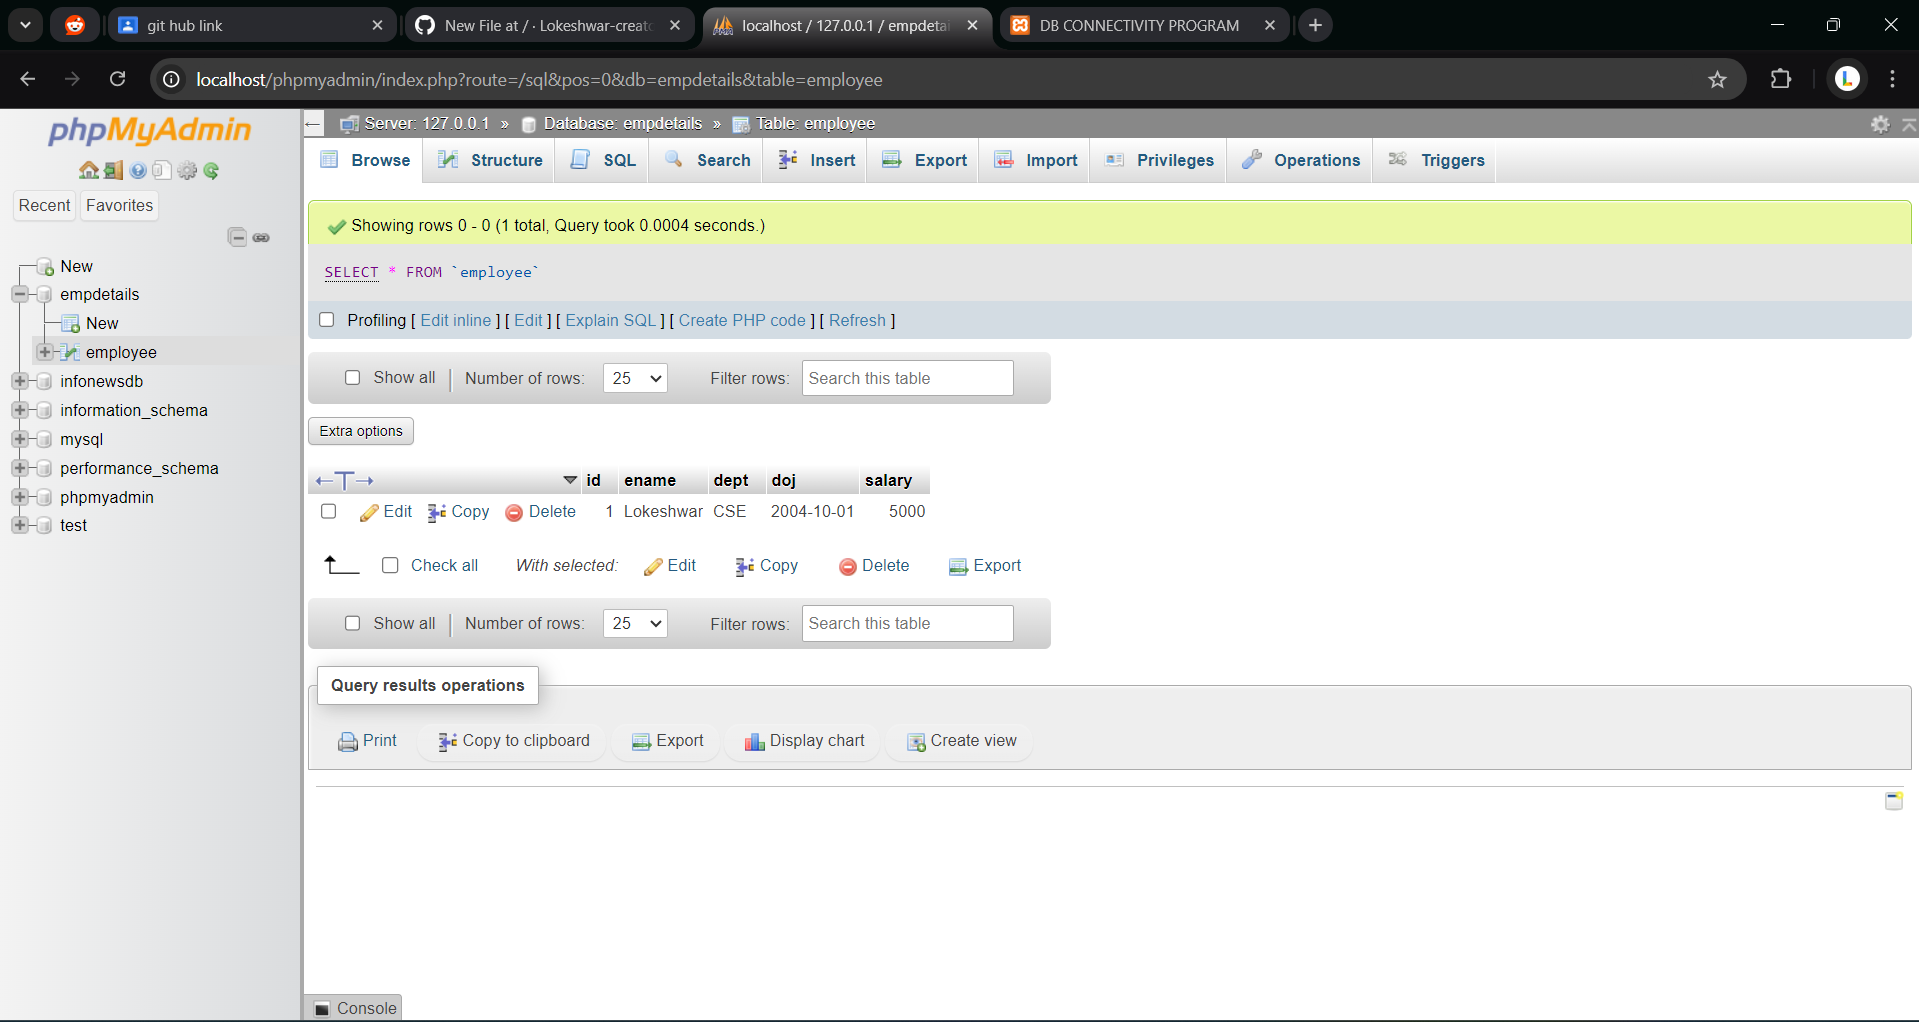 git hub link
New File at / · Lokeshwar-creato
localhost / 127.0.0.1 / empdetai
DB CONNECTIVITY PROGRAM
localhost/phpmyadmin/index.php?route=/sql&pos=0&db=empdetails&table=employee
L
phpMyAdmin
Server: 127.0.0.1 » Database: empdetails » Table: employee
Browse Structure SQL Search Insert Export Import Privileges Operations Triggers
Recent Favorites
New
empdetails
New
employee
infonewsdb
information_schema
mysql
performance_schema
phpmyadmin
test
Showing rows 0 - 0 (1 total, Query took 0.0004 seconds.)
SELECT * FROM `employee`
Profiling [ Edit inline ] [ Edit ] [ Explain SQL ] [ Create PHP code ] [ Refresh ]
Show all Number of rows: 25 Filter rows: Search this table
Extra options
id ename dept doj salary
Edit Copy Delete 1 Lokeshwar CSE 2004-10-01 5000
Check all With selected: Edit Copy Delete Export
Show all Number of rows: 25 Filter rows: Search this table
Query results operations
Print Copy to clipboard Export Display chart Create view
Console